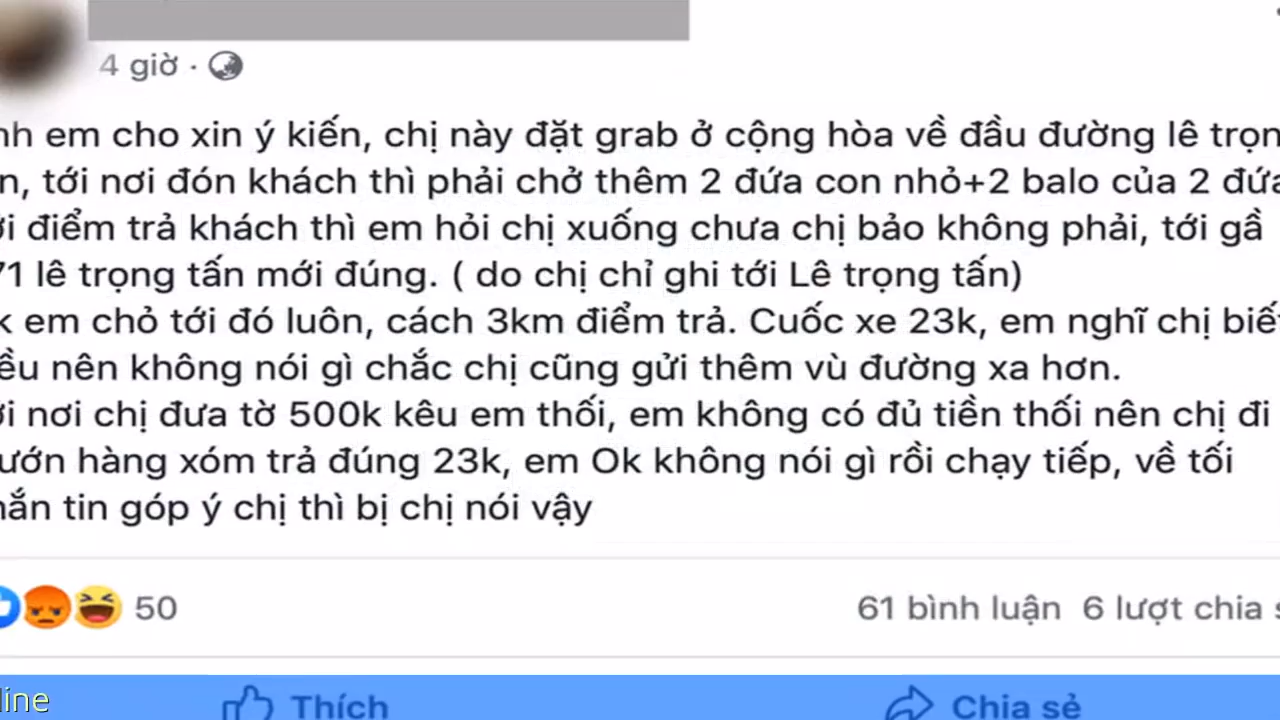 4 giờ ·
nh em cho xin ý kiến, chị này đặt grab ở cộng hòa về đầu đường lê trọn
n, tới nơi đón khách thì phải chở thêm 2 đứa con nhỏ+2 balo của 2 đứa
ới điểm trả khách thì em hỏi chị xuống chưa chị bảo không phải, tới gầ
71 lê trọng tấn mới đúng. ( do chị chỉ ghi tới Lê trọng tấn)
k em chỏ tới đó luôn, cách 3km điểm trả. Cuốc xe 23k, em nghĩ chị biết
ều nên không nói gì chắc chị cũng gửi thêm vù đường xa hơn.
ới nơi chị đưa tờ 500k kêu em thối, em không có đủ tiền thối nên chị đi
ướn hàng xóm trả đúng 23k, em Ok không nói gì rồi chạy tiếp, về tối
hắn tin góp ý chị thì bị chị nói vậy
50
61 bình luận 6 lượt chia s
line
Thích
Chia sẻ